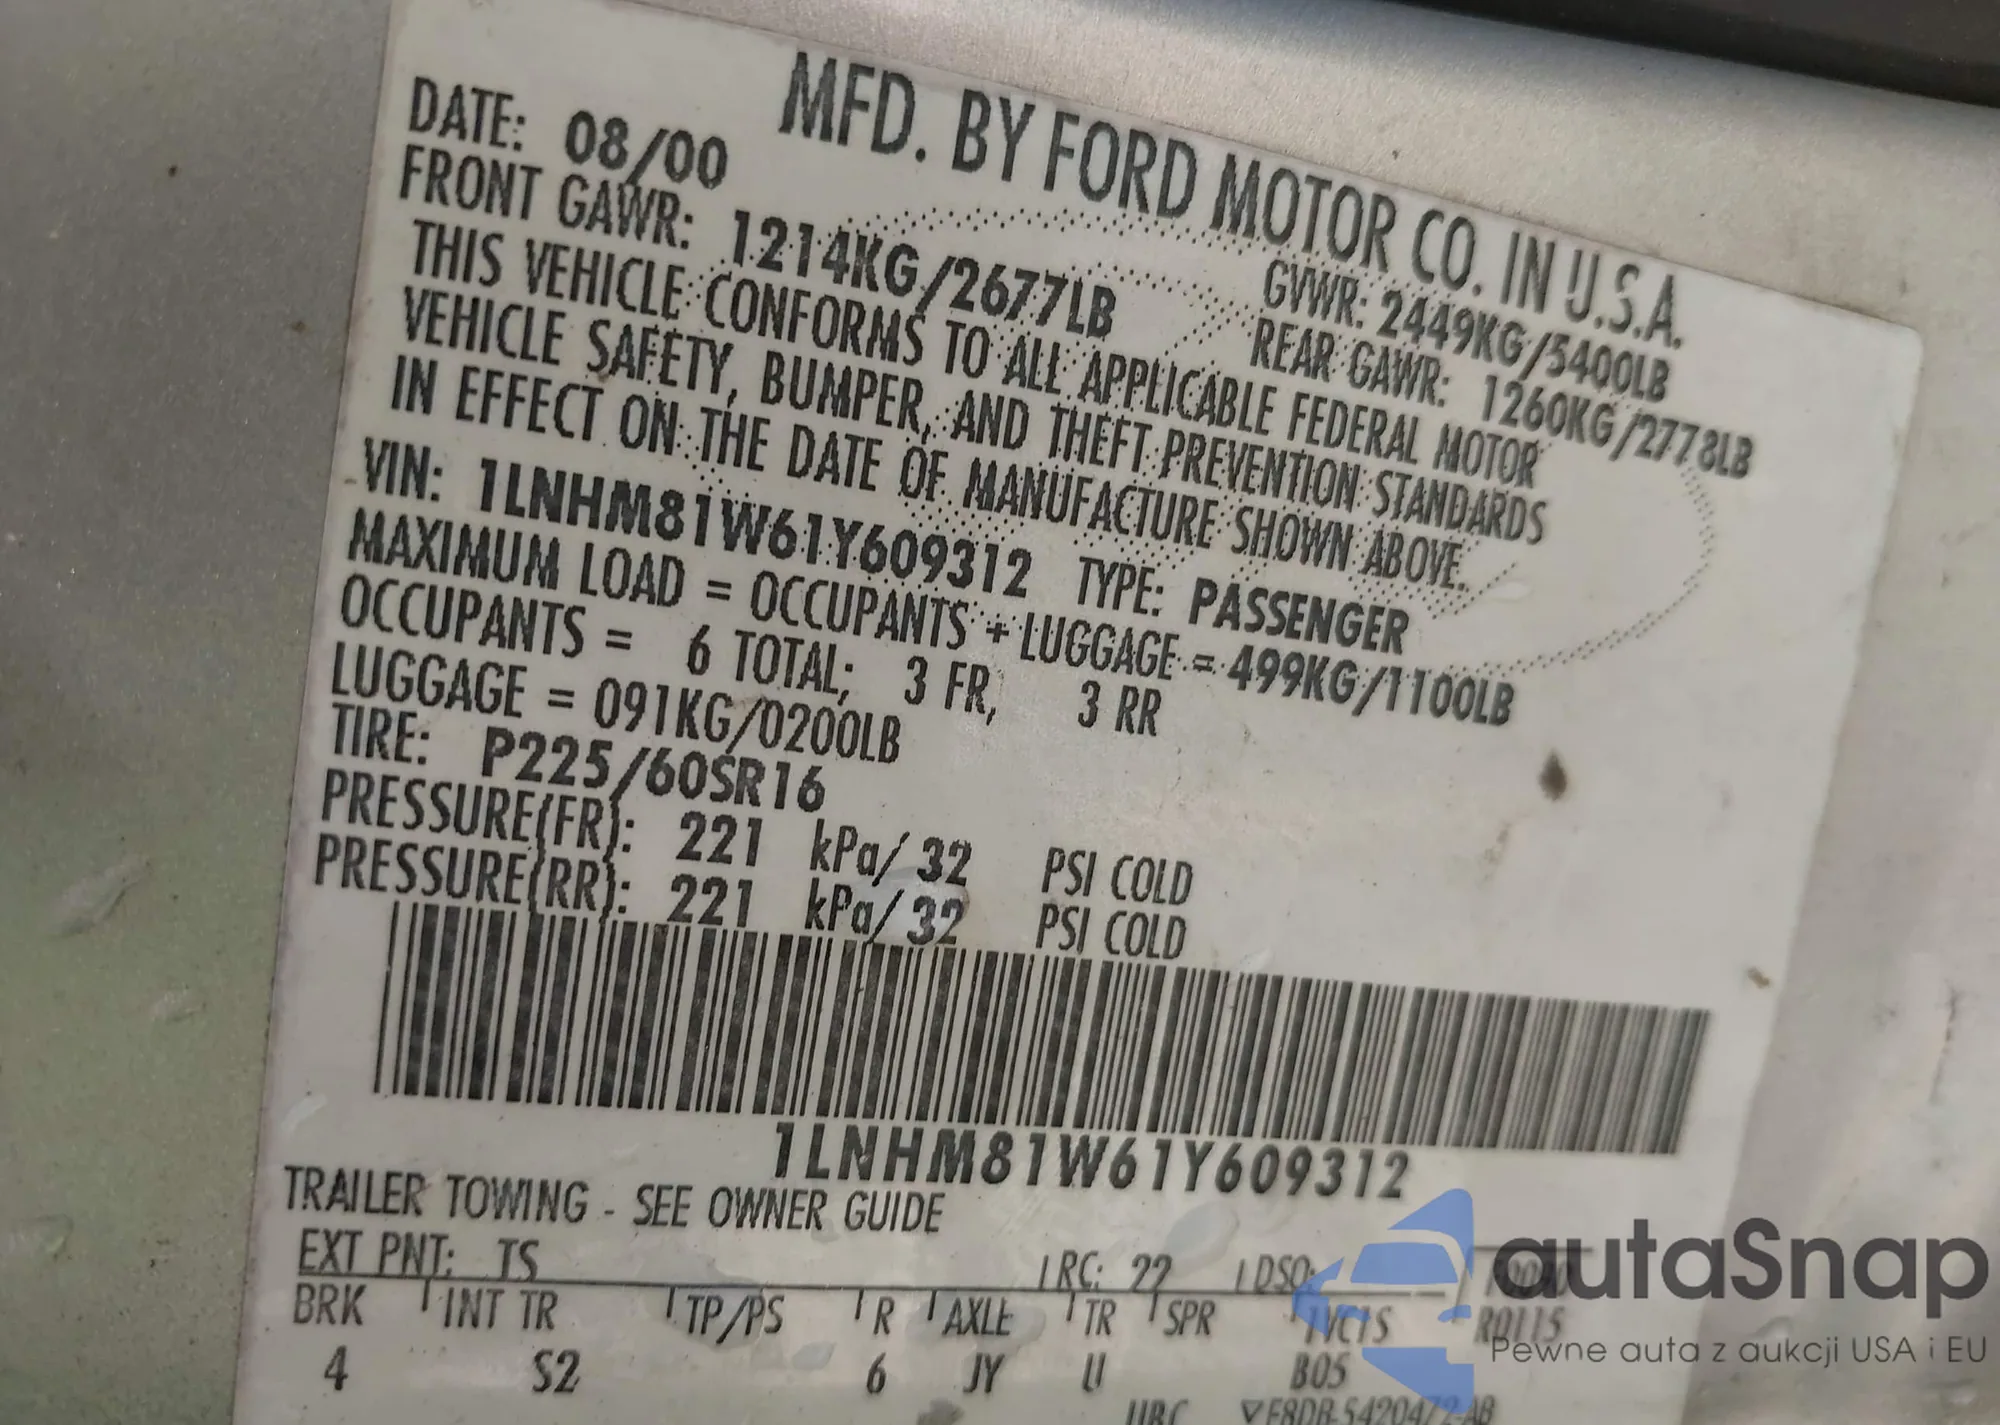 MFD. BY FORD MOTOR CO. IN U.S.A.
DATE: 08/00 GVWR: 2449KG/5400LB
FRONT GAWR: 1214KG/2677LB REAR GAWR: 1260KG/2778LB
THIS VEHICLE CONFORMS TO ALL APPLICABLE FEDERAL MOTOR
VEHICLE SAFETY, BUMPER, AND THEFT PREVENTION STANDARDS
IN EFFECT ON THE DATE OF MANUFACTURE SHOWN ABOVE.
VIN: 1LNHM81W61Y609312 TYPE: PASSENGER
MAXIMUM LOAD = OCCUPANTS + LUGGAGE = 499KG/1100LB
OCCUPANTS = 6 TOTAL; 3 FR, 3 RR
LUGGAGE = 091KG/0200LB
TIRE: P225/60SR16
PRESSURE(FR): 221 kPa/ 32 PSI COLD
PRESSURE(RR): 221 kPa/ 32 PSI COLD
1LNHM81W61Y609312
TRAILER TOWING - SEE OWNER GUIDE
EXT PNT: TS RC: 22 DSO:
BRK INT TR TP/PS R AXLE TR SPR
4 S2 6 JY U B05
autaSnap
Pewne auta z aukcji USA i EU